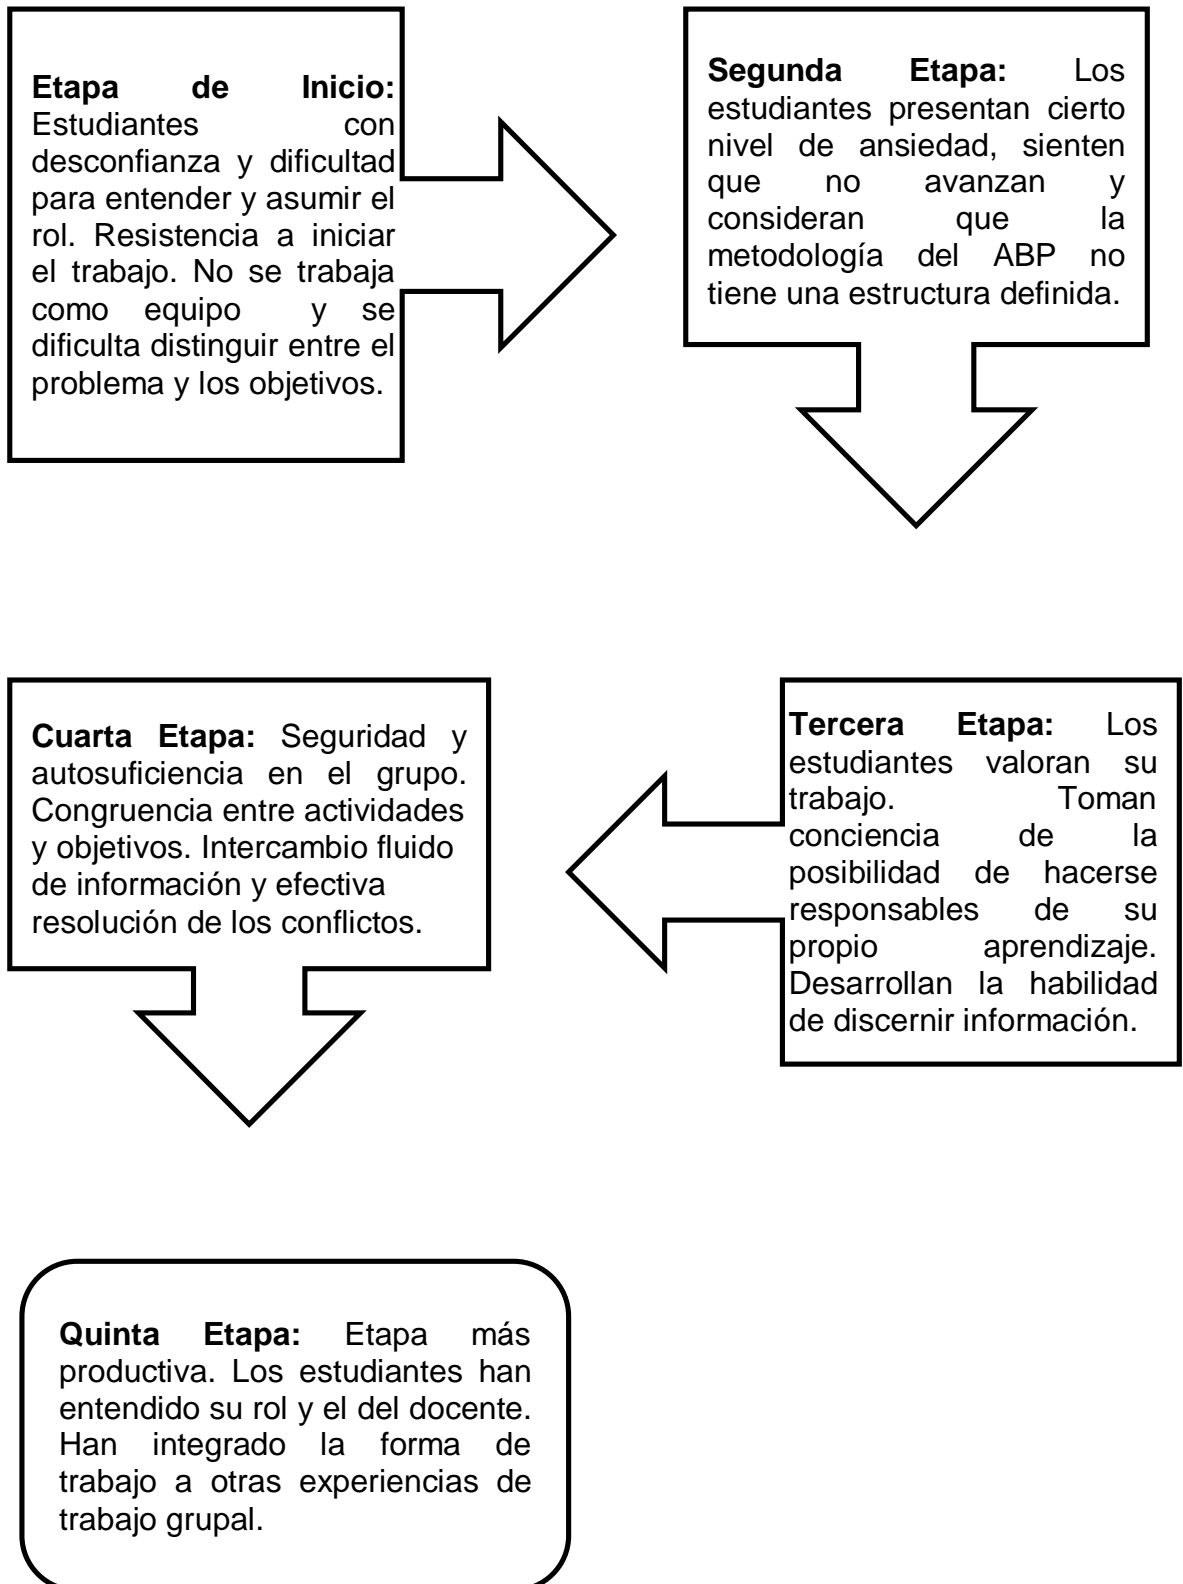 Etapa de Inicio:
Estudiantes con
desconfianza y dificultad
para entender y asumir el
rol. Resistencia a iniciar
el trabajo. No se trabaja
como equipo y se
dificulta distinguir entre el
problema y los objetivos.
Segunda Etapa: Los
estudiantes presentan cierto
nivel de ansiedad, sienten
que no avanzan y
consideran que la
metodología del ABP no
tiene una estructura definida.
Tercera Etapa: Los
estudiantes valoran su
trabajo. Toman
conciencia de la
posibilidad de hacerse
responsables de su
propio aprendizaje.
Desarrollan la habilidad
de discernir información.
Cuarta Etapa: Seguridad y
autosuficiencia en el grupo.
Congruencia entre actividades
y objetivos. Intercambio fluido
de información y efectiva
resolución de los conflictos.
Quinta Etapa: Etapa más
productiva. Los estudiantes han
entendido su rol y el del docente.
Han integrado la forma de
trabajo a otras experiencias de
trabajo grupal.